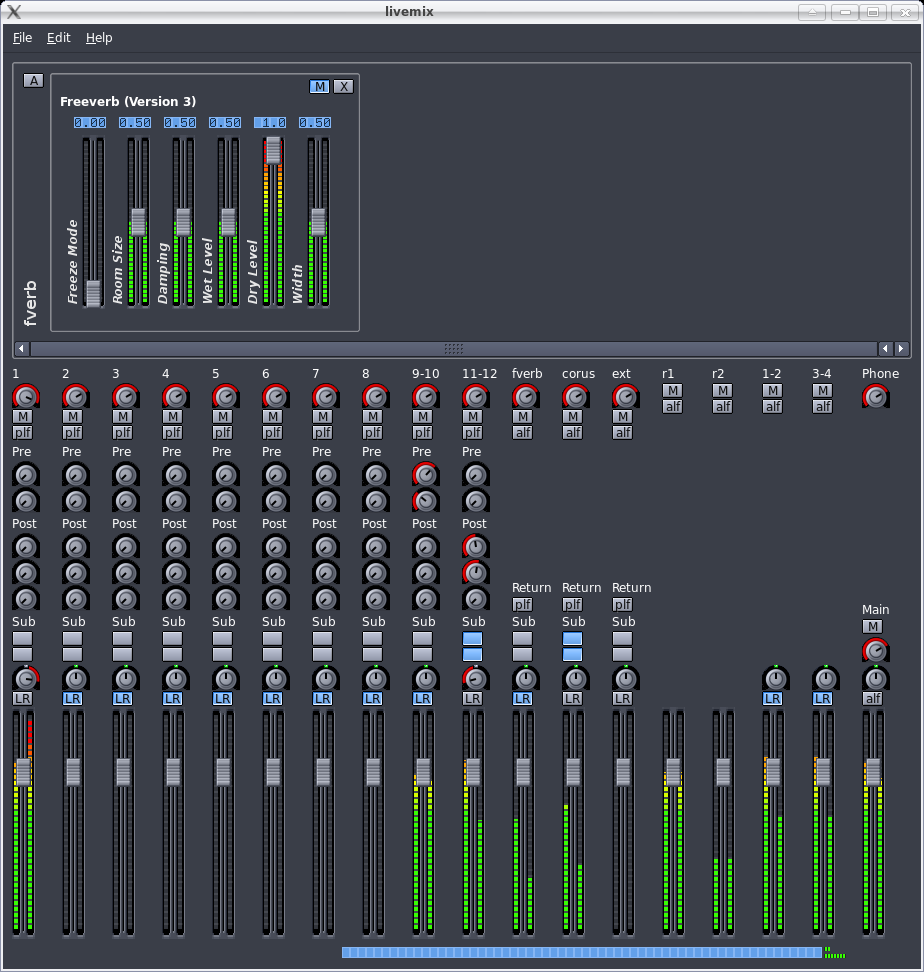 livemix
File Edit Help
A
M X
Freeverb (Version 3)
0.00 0.50 0.50 0.50 1.0 0.50
Freeze Mode
Room Size
Damping
Wet Level
Dry Level
Width
fverb
1 2 3 4 5 6 7 8 9-10 11-12 fverb corus ext r1 r2 1-2 3-4 Phone
M M M M M M M M M M M M M M M M M
plf plf plf plf plf plf plf plf plf plf alf alf alf alf alf alf alf
Pre Pre Pre Pre Pre Pre Pre Pre Pre Pre
Post Post Post Post Post Post Post Post Post Post
Return Return Return
plf plf plf
Main
Sub Sub Sub Sub Sub Sub Sub Sub Sub Sub Sub Sub Sub M
LR LR LR LR LR LR LR LR LR LR LR LR LR LR LR alf